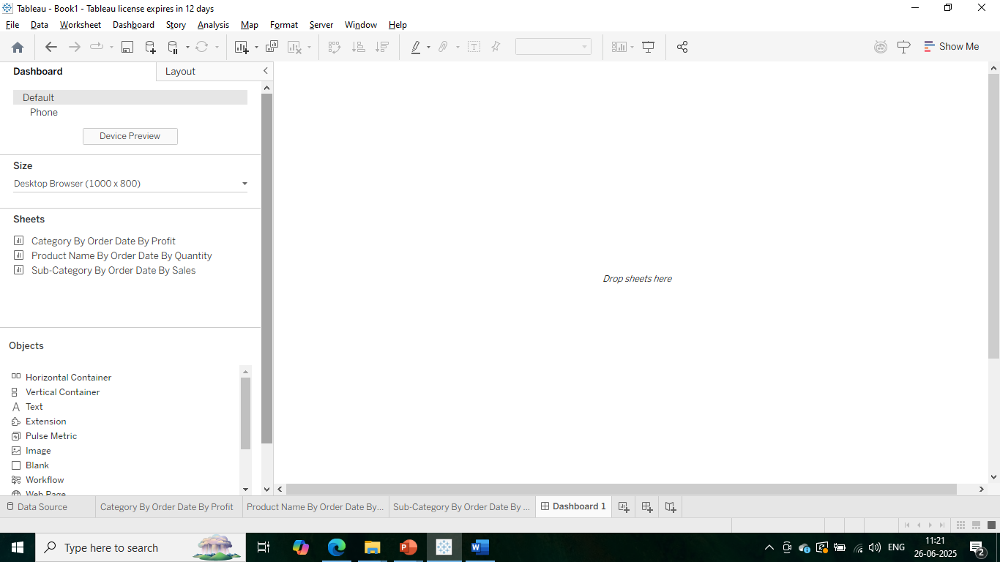 Tableau - Book1 - Tableau license expires in 12 days
File Data Worksheet Dashboard Story Analysis Map Format Server Window Help
Show Me
Dashboard
Layout
Default
Phone
Device Preview
Size
Desktop Browser (1000 x 800)
Sheets
Category By Order Date By Profit
Product Name By Order Date By Quantity
Sub-Category By Order Date By Sales
Objects
Horizontal Container
Vertical Container
Text
Extension
Pulse Metric
Image
Blank
Workflow
Web Page
Drop sheets here
Data Source
Category By Order Date By Profit
Product Name By Order Date By...
Sub-Category By Order Date By ...
Dashboard 1
Type here to search
ENG
11:21
26-06-2025
2